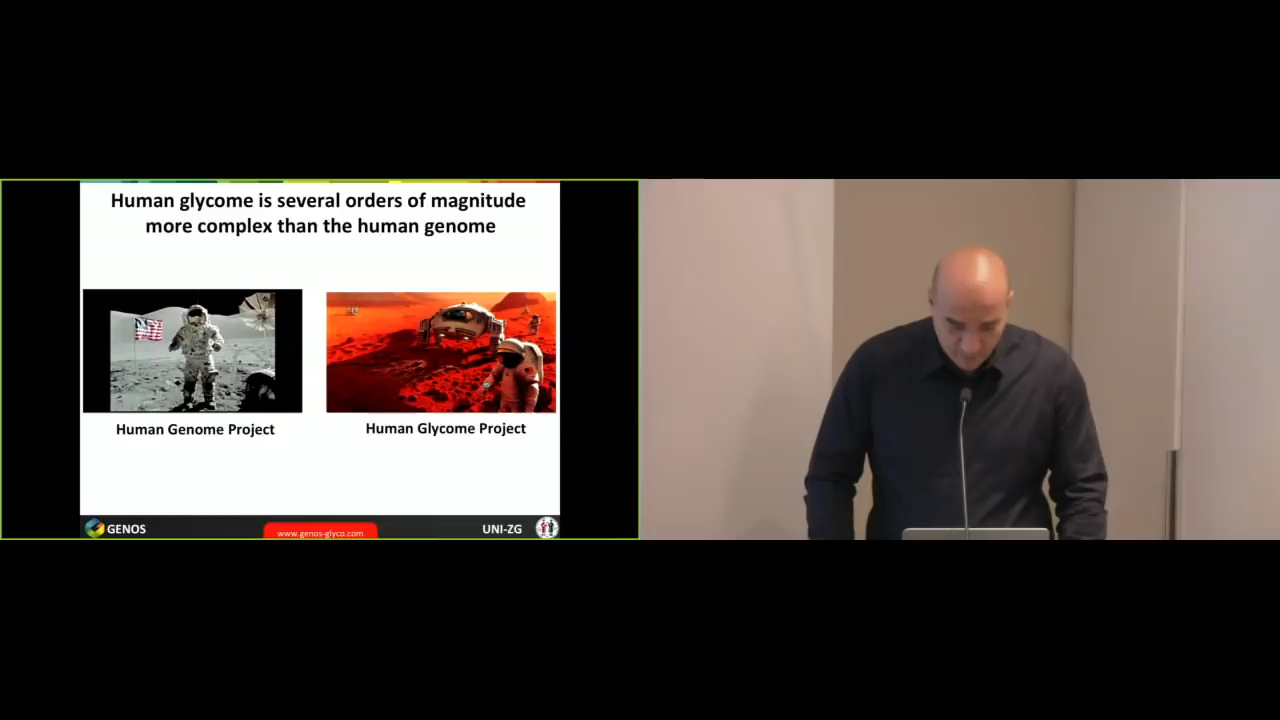 Human glycome is several orders of magnitude
more complex than the human genome
Human Genome Project
Human Glycome Project
GENOS
www.genos-glyco.com
UNI-ZG